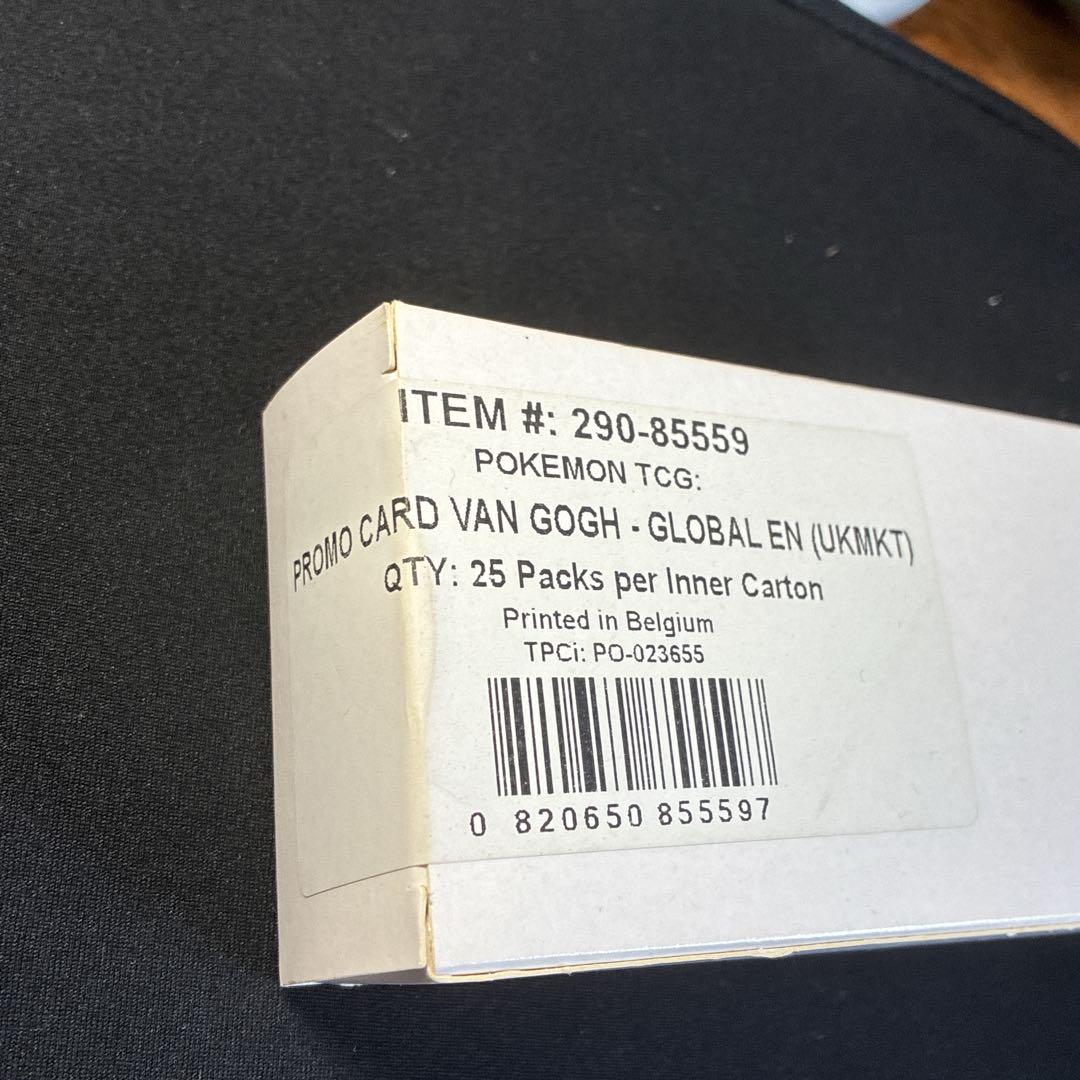 ITEM #: 290-85559
POKEMON TCG:
PROMO CARD VAN GOGH - GLOBAL EN (UKMKT)
QTY: 25 Packs per Inner Carton
Printed in Belgium
TPCi: PO-023655
0 820650 855597